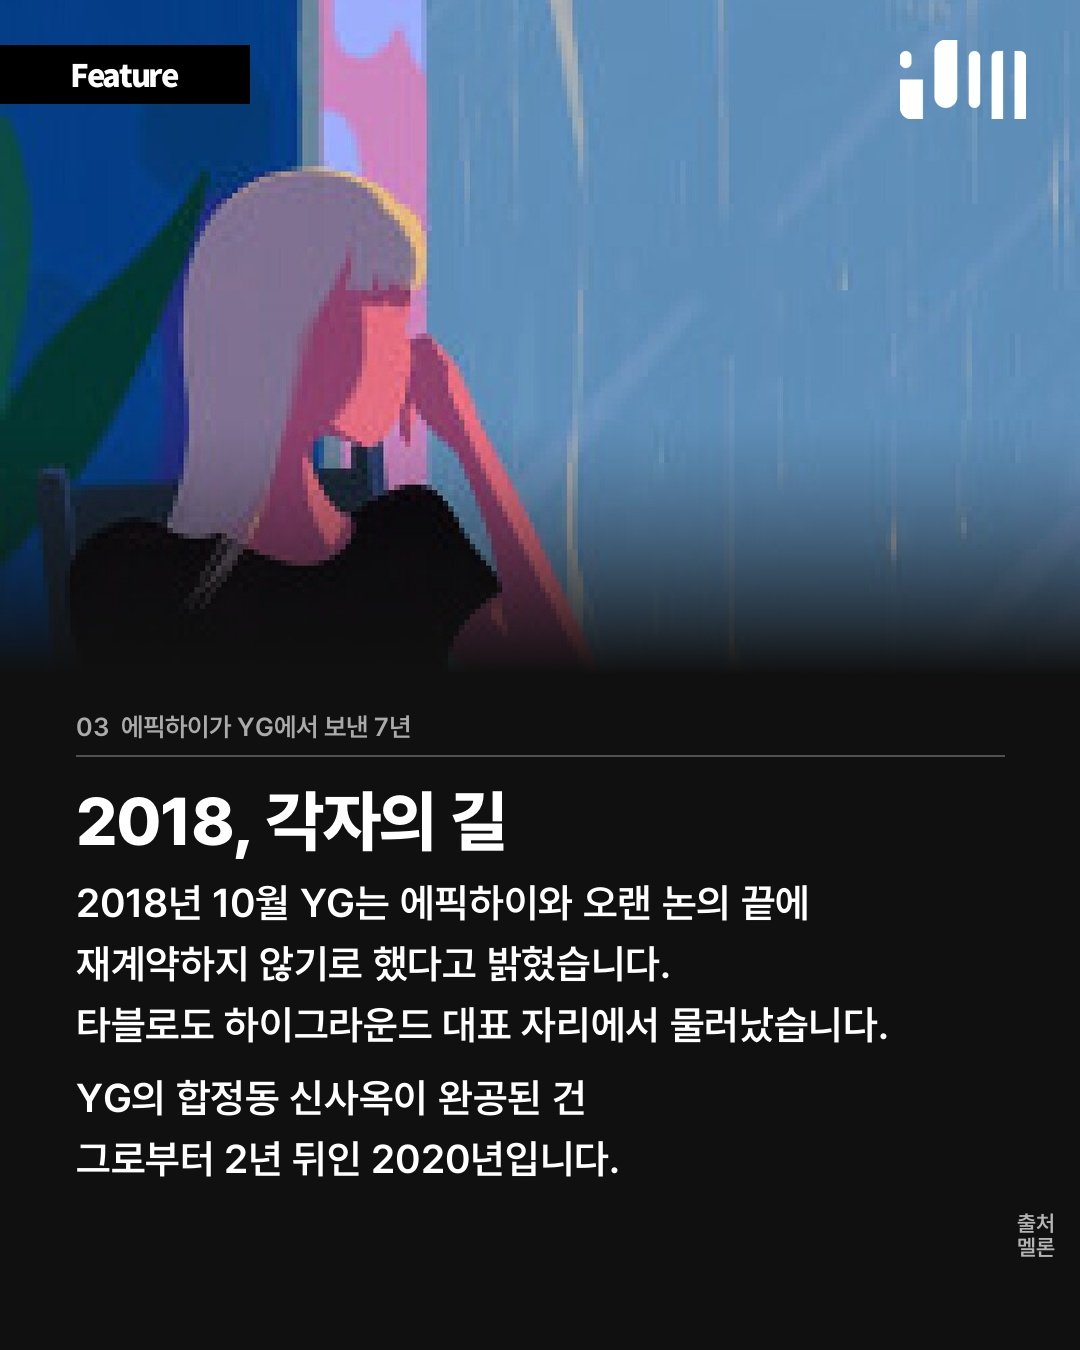 Feature
03 에픽하이가 YG에서 보낸 7년
2018, 각자의 길
2018년 10월 YG는 에픽하이와 오랜 논의 끝에
재계약하지 않기로 했다고 밝혔습니다.
타블로도 하이그라운드 대표 자리에서 물러났습니다.
YG의 합정동 신사옥이 완공된 건
그로부터 2년 뒤인 2020년입니다.
출처
멜론